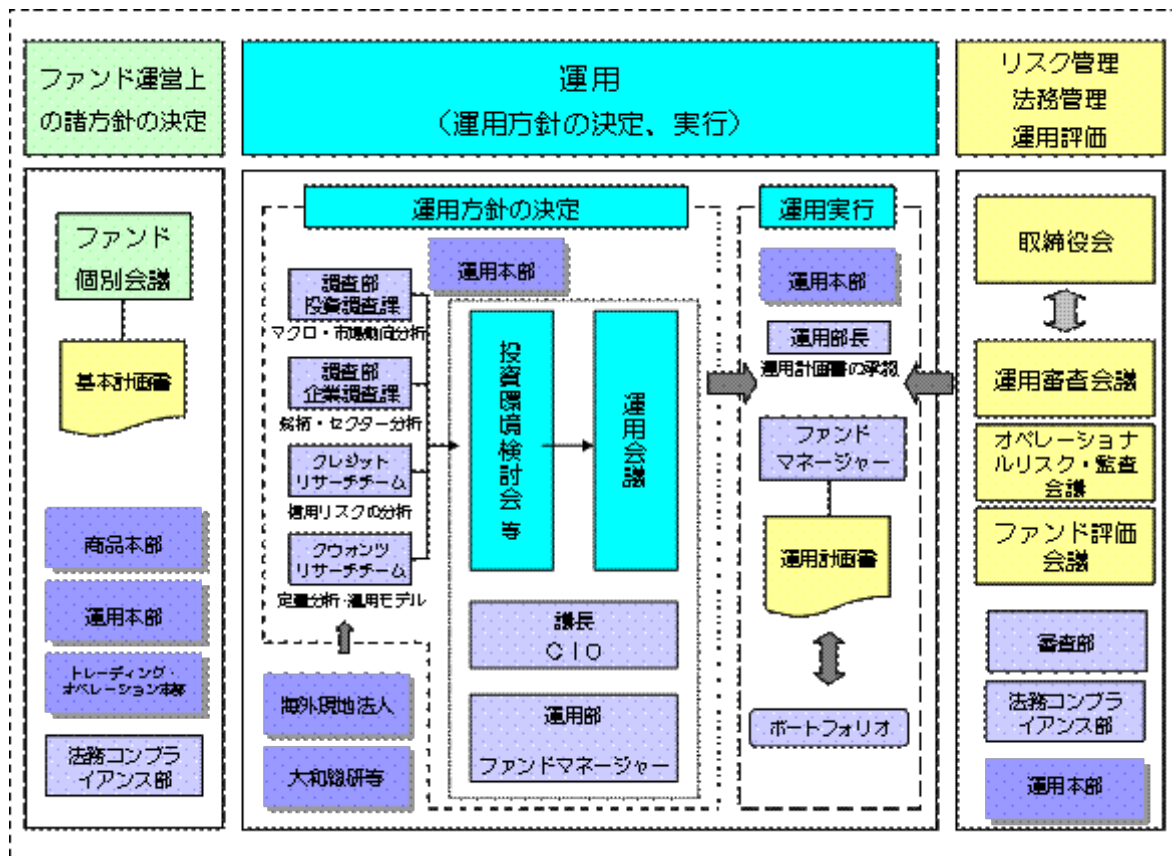 ファンド運営上
の諸方針の決定
運用
（運用方針の決定、実行）
リスク管理
法務管理
運用評価
ファンド
個別会議
基本計画書
商品本部
運用本部
トレーディング・
オペレーション本部
法務コンプラ
イアンス部
運用方針の決定
運用本部
調査部
投資調査課
マクロ・市場動向分析
調査部
企業調査課
銘柄・セクター分析
クレジット
リサーチチーム
信用リスクの分析
クウォンツ
リサーチチーム
定量分析・運用モデル
海外現地法人
大和総研等
投資環境検討会 等
運用会議
議長
ＣＩＯ
運用部
ファンドマネージャー
運用実行
運用本部
運用部長
運用計画書の承認
ファンド
マネージャー
運用計画書
ポートフォリオ
取締役会
運用審査会議
オペレーショナ
ルリスク・監査
会議
ファンド評価
会議
審査部
法務コンプラ
イアンス部
運用本部